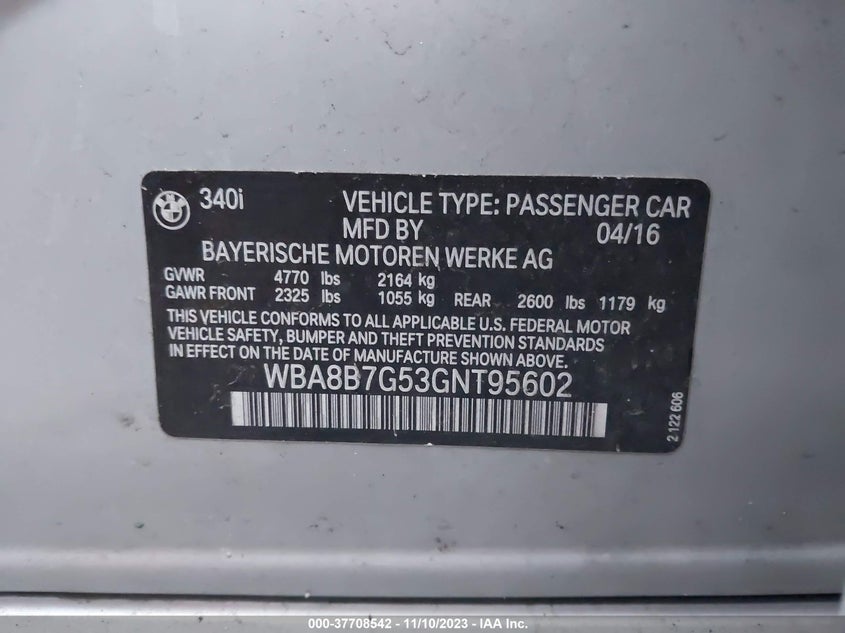 340i VEHICLE TYPE: PASSENGER CAR
MFD BY 04/16
BAYERISCHE MOTOREN WERKE AG
GVWR 4770 lbs 2164 kg
GAWR FRONT 2325 lbs 1055 kg REAR 2600 lbs 1179 kg
THIS VEHICLE CONFORMS TO ALL APPLICABLE U.S. FEDERAL MOTOR
VEHICLE SAFETY, BUMPER AND THEFT PREVENTION STANDARDS
IN EFFECT ON THE DATE OF MANUFACTURE SHOWN ABOVE.
WBA8B7G53GNT95602
2 122 606
000-37708542 - 11/10/2023 - IAA Inc.